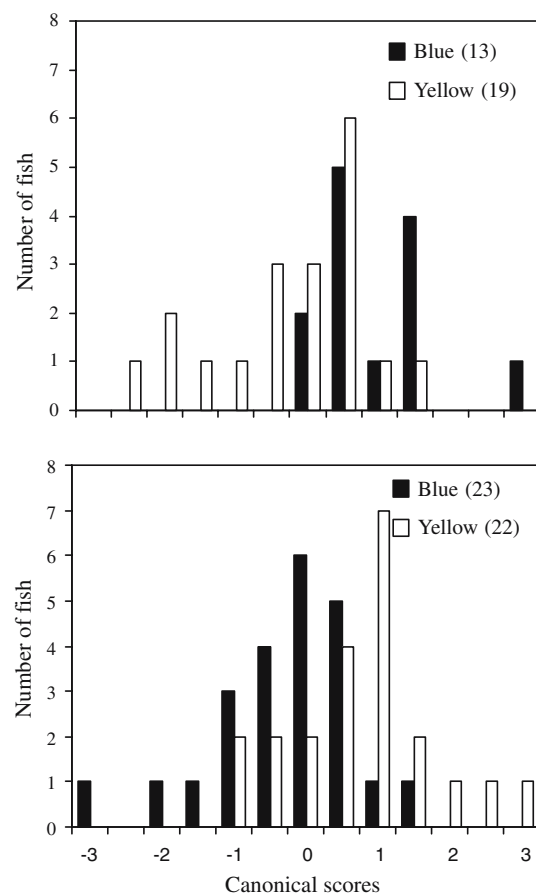 8
7
6
5
4
3
2
1
0
Number of fish
Blue (13)
Yellow (19)
8
7
6
5
4
3
2
1
0
Number of fish
Blue (23)
Yellow (22)
-3 -2 -1 0 1 2 3
Canonical scores